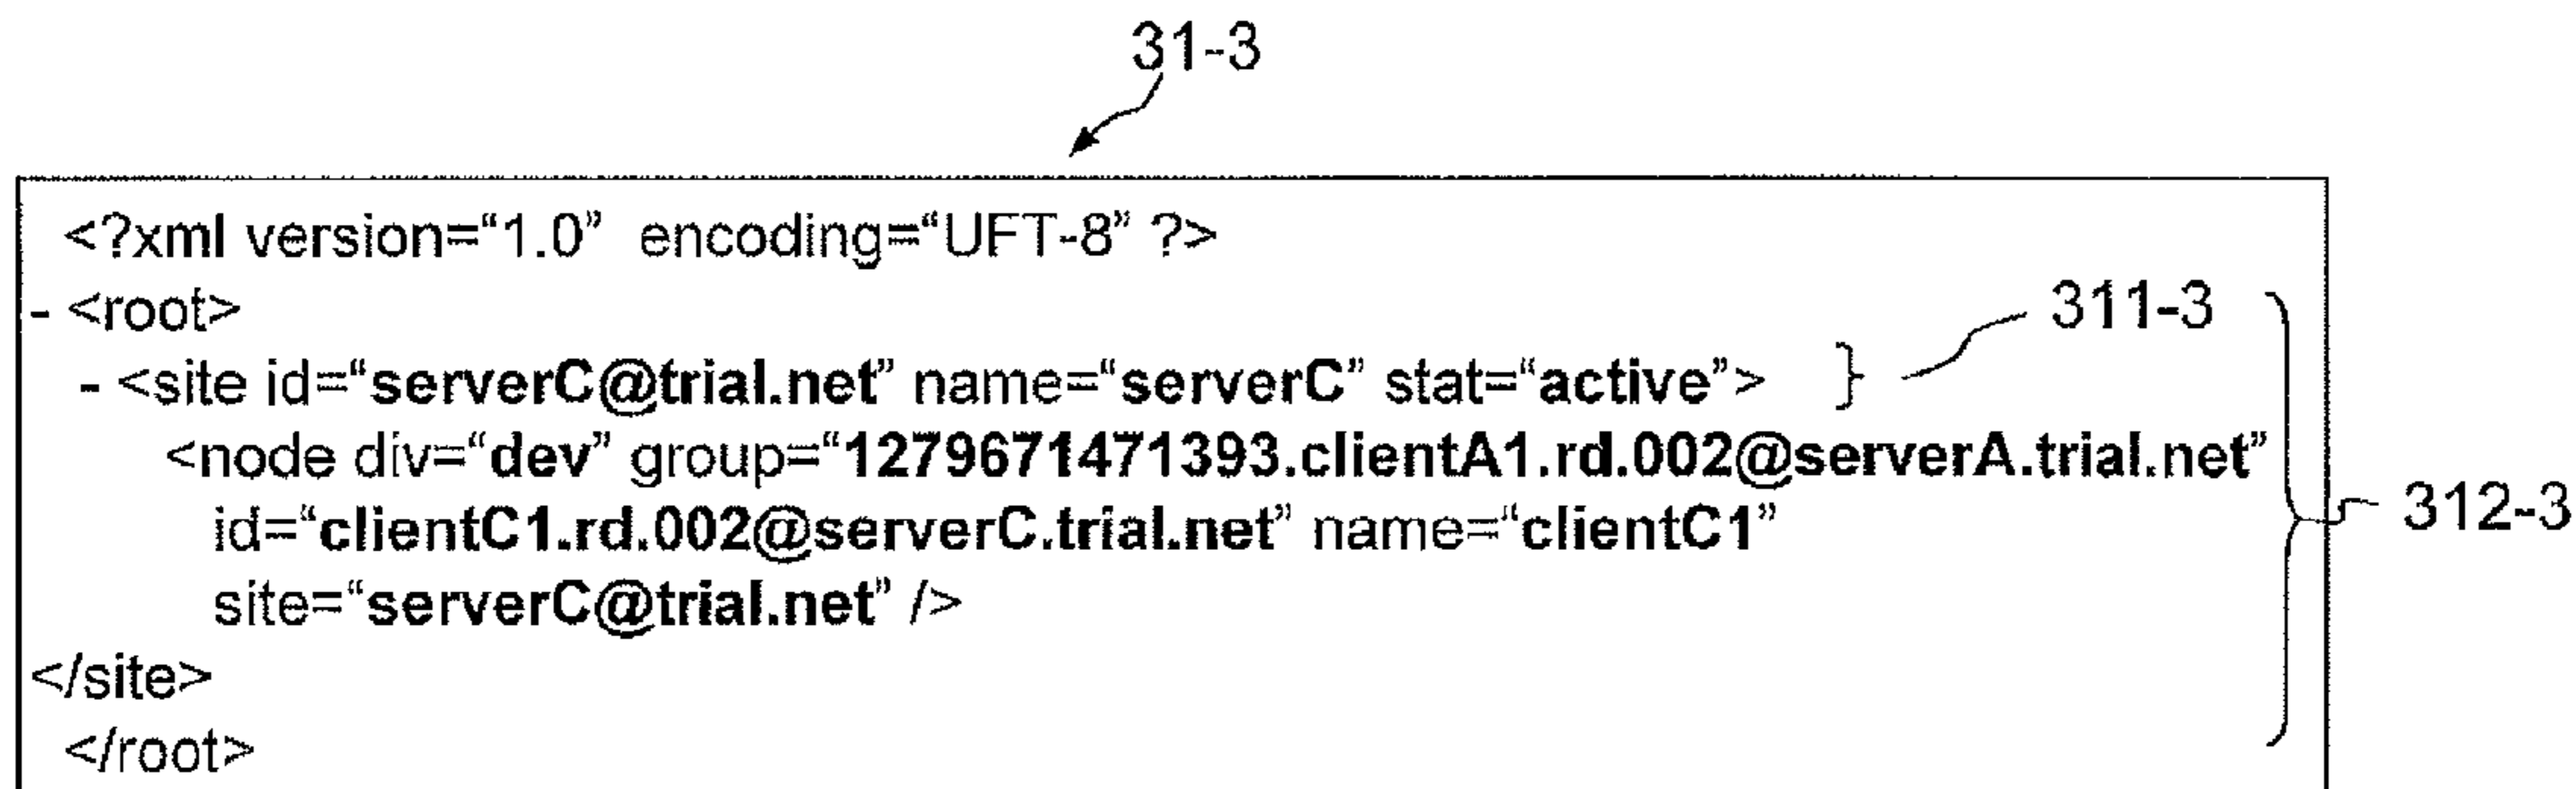 31-3
<?xml version=“1.0” encoding=“UFT-8” ?>
- <root>
311-3
- <site id=“serverC@trial.net” name=“serverC” stat=“active”>
<node div=“dev” group=“1279671471393.clientA1.rd.002@serverA.trial.net”
312-3
id=“clientC1.rd.002@serverC.trial.net” name=“clientC1”
site=“serverC@trial.net” />
</site>
</root>